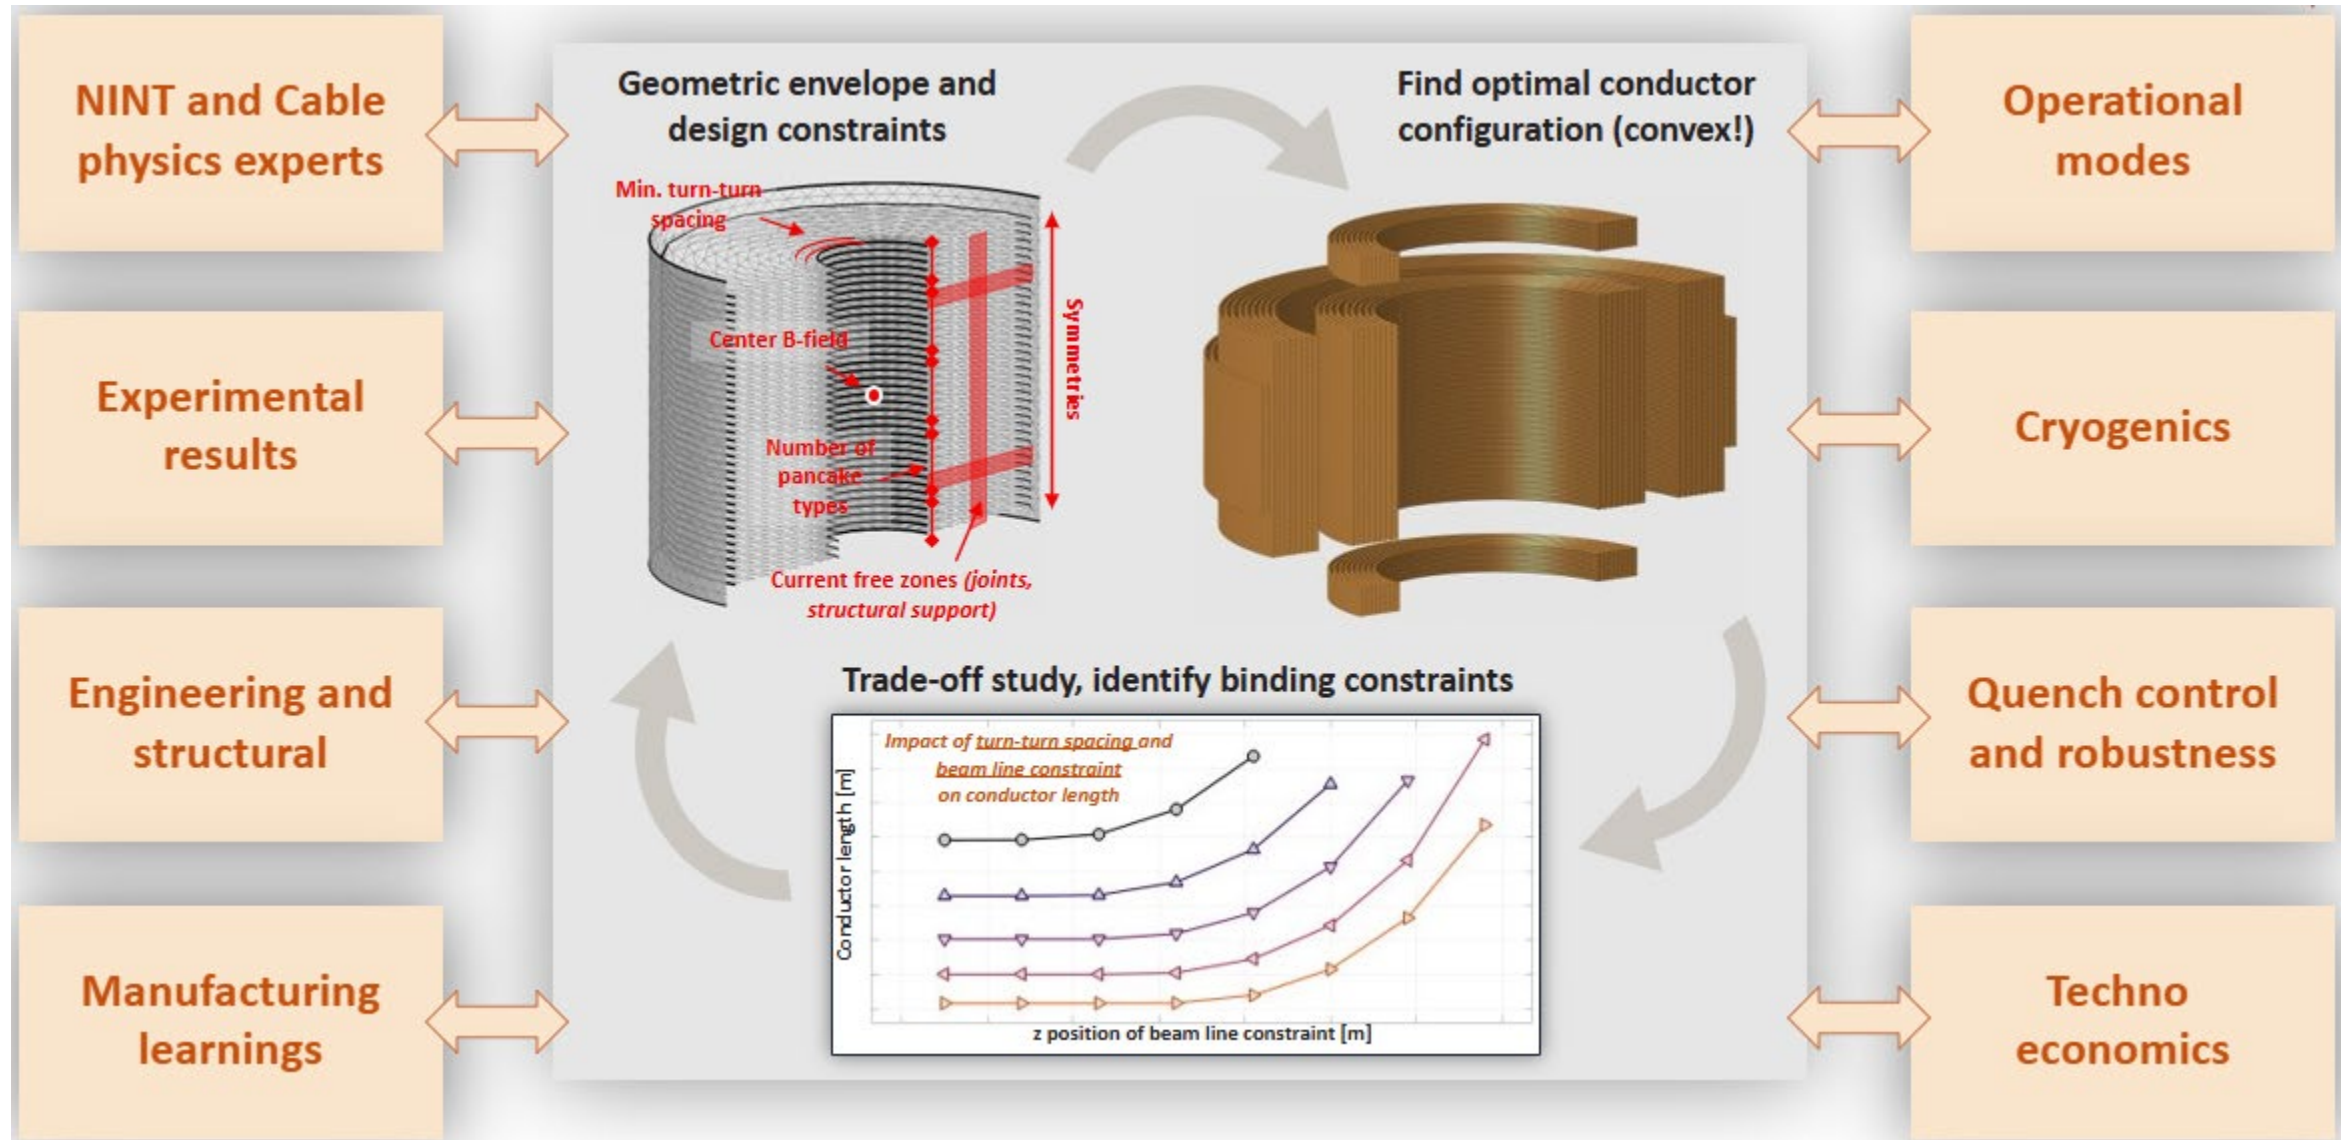 NINT and Cable
physics experts
Experimental
results
Engineering and
structural
Manufacturing
learnings
Geometric envelope and
design constraints
Min. turn-turn
spacing
Center B-field
Number of
pancake
types
Symmetries
Current free zones (joints,
structural support)
Find optimal conductor
configuration (convex!)
Trade-off study, identify binding constraints
Impact of turn-turn spacing and
beam line constraint
on conductor length
Conductor length [m]
z position of beam line constraint [m]
Operational
modes
Cryogenics
Quench control
and robustness
Techno
economics